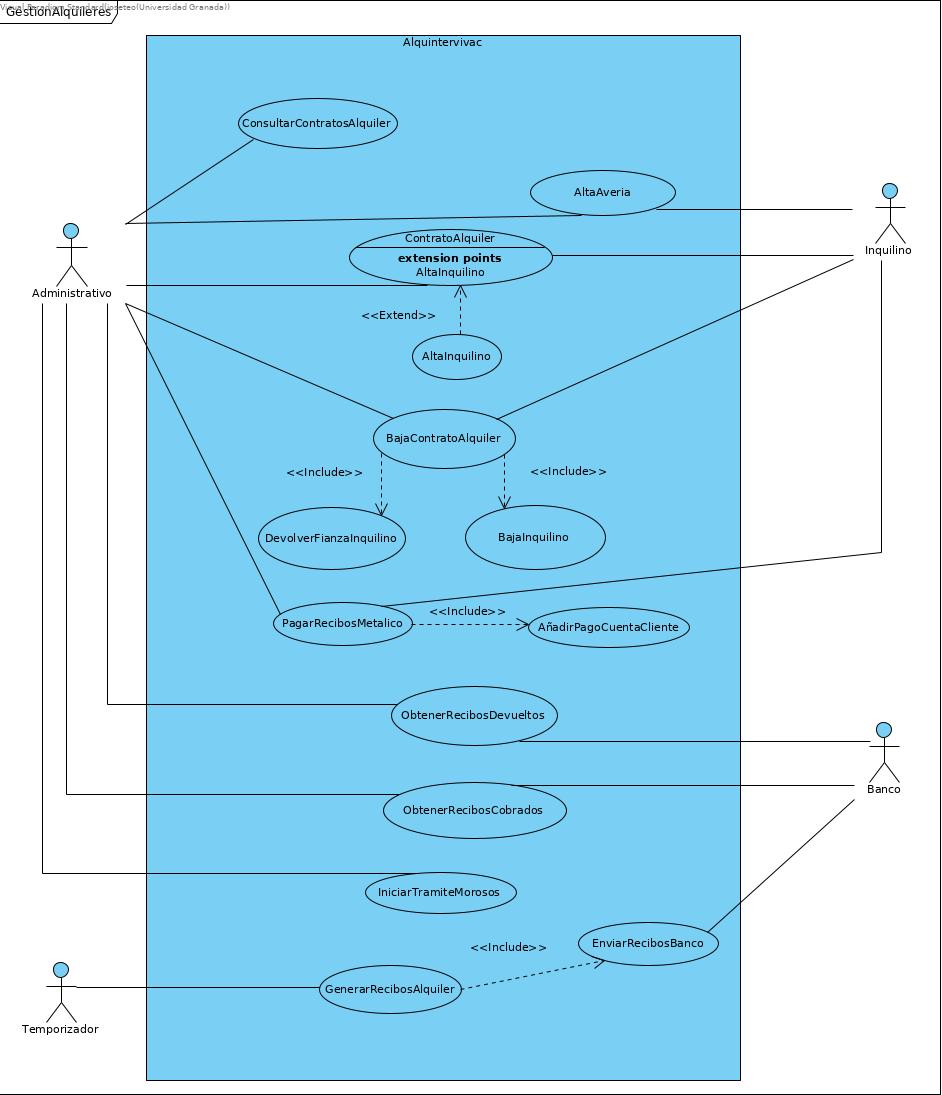 Visual Paradigm Standard(joseteo(Universidad Granada))
GestionAlquileres
Alquintervivac
ConsultarContratosAlquiler
AltaAveria
Inquilino
ContratoAlquiler
extension points
AltaInquilino
Administrativo
<<Extend>>
AltaInquilino
BajaContratoAlquiler
<<Include>>
<<Include>>
DevolverFianzaInquilino
BajaInquilino
<<Include>>
PagarRecibosMetalico
AñadirPagoCuentaCliente
ObtenerRecibosDevueltos
Banco
ObtenerRecibosCobrados
IniciarTramiteMorosos
EnviarRecibosBanco
<<Include>>
GenerarRecibosAlquiler
Temporizador